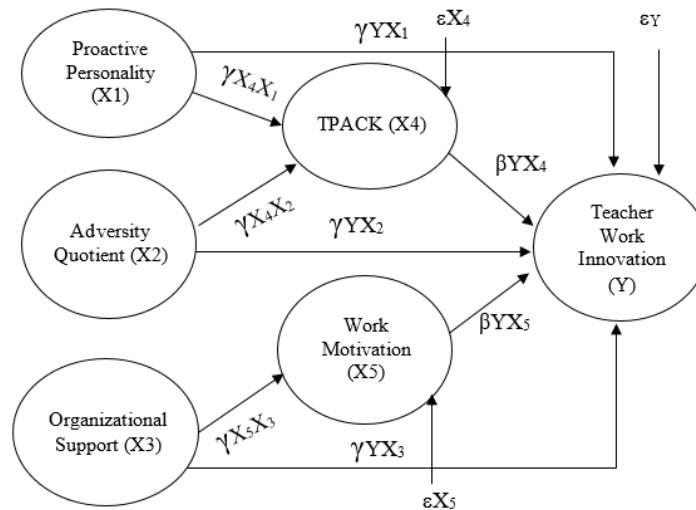 γYX₁
εX₄
εY
Proactive
Personality
(X1)
γX₄X₁
TPACK (X4)
βYX₄
γX₄X₂
Adversity
Quotient (X2)
γYX₂
Teacher
Work
Innovation
(Y)
Work
Motivation
(X5)
βYX₅
Organizational
Support (X3)
γX₅X₃
γYX₃
εX₅